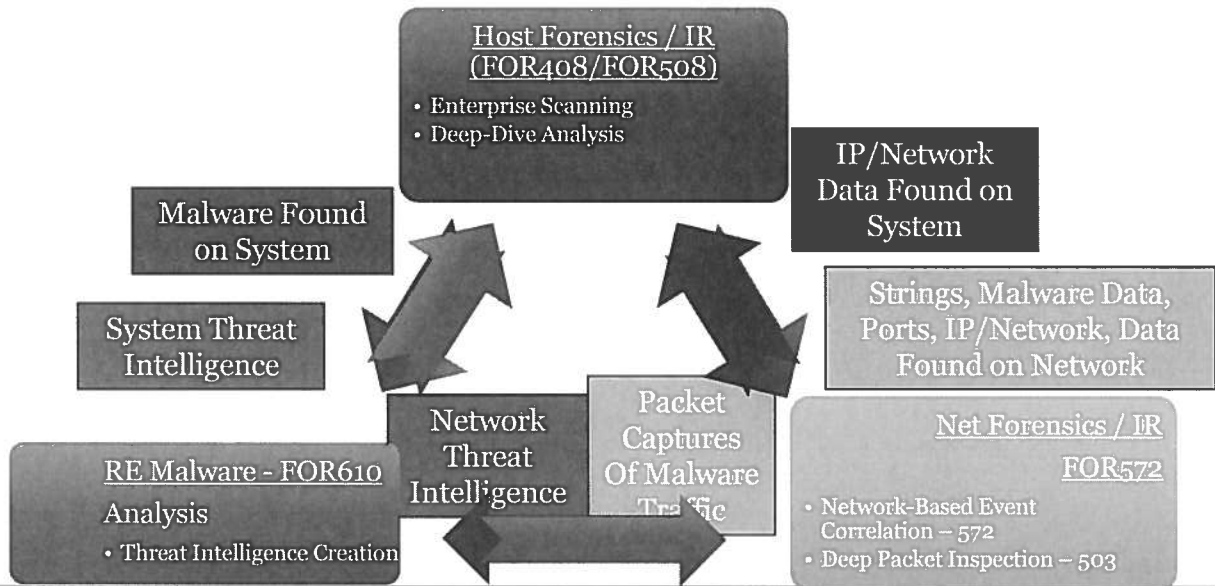 Host Forensics / IR
(FOR408/FOR508)
• Enterprise Scanning
• Deep-Dive Analysis
IP/Network
Data Found on
System
Malware Found
on System
Strings, Malware Data,
Ports, IP/Network, Data
Found on Network
System Threat
Intelligence
Network
Threat
Intelligence
Packet
Captures
Of Malware
Traffic
Net Forensics / IR
FOR572
• Network-Based Event
Correlation – 572
• Deep Packet Inspection – 503
RE Malware - FOR610
Analysis
• Threat Intelligence Creation